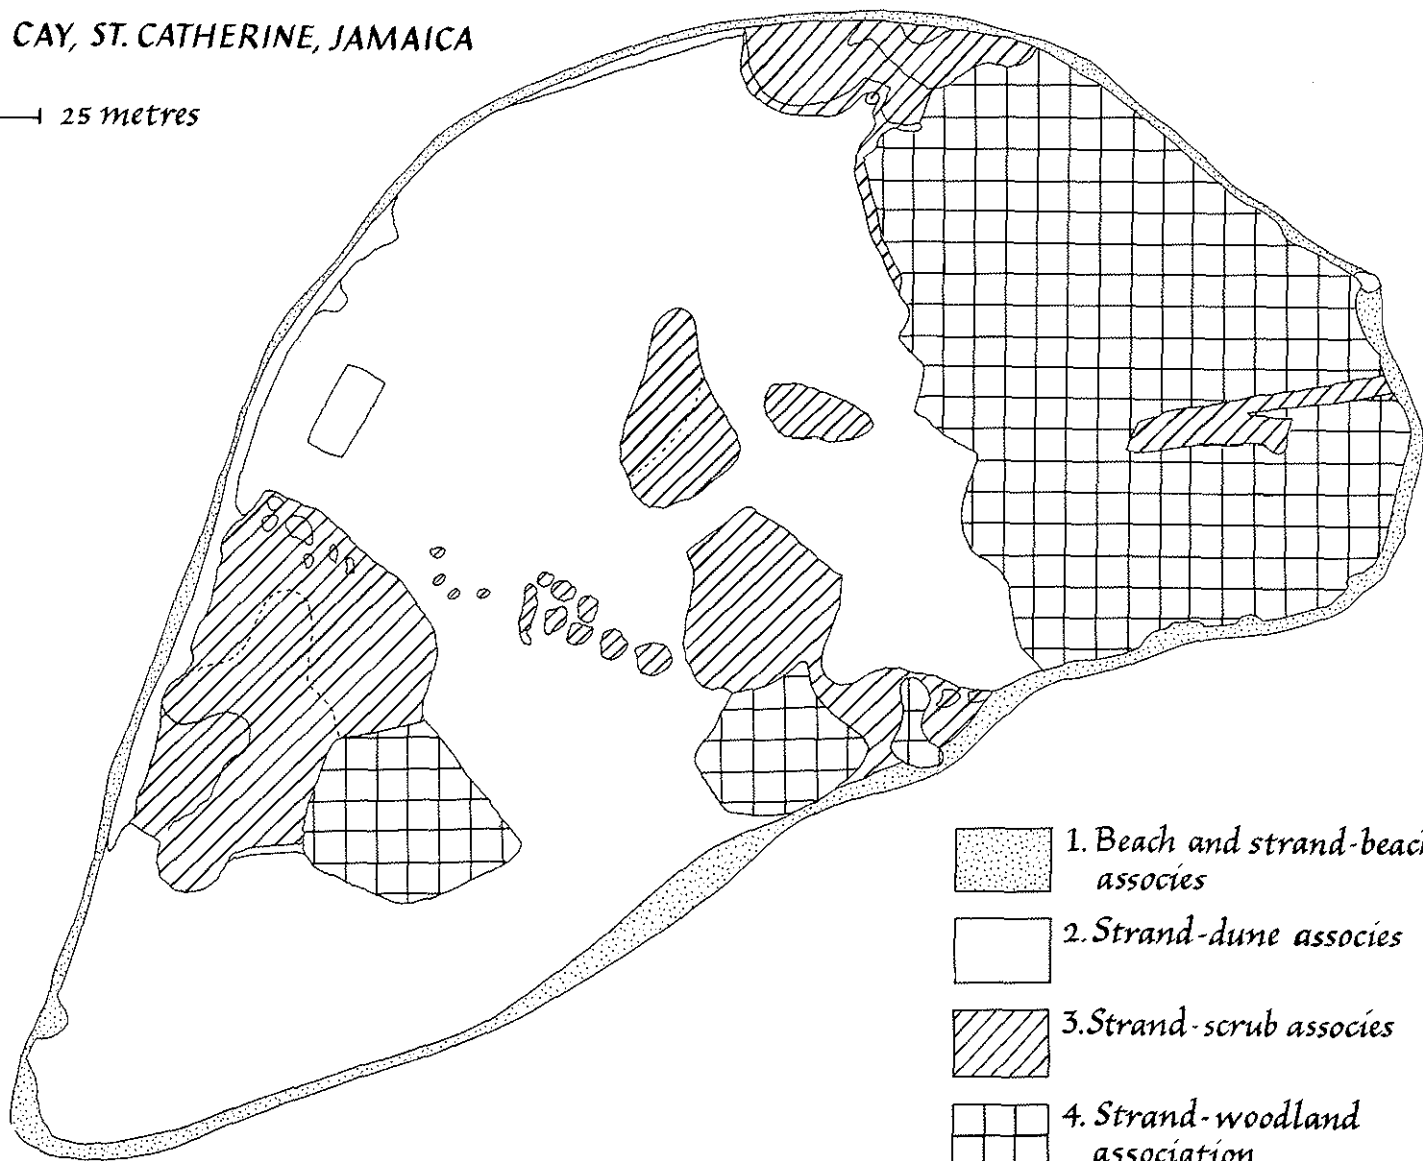 CAY, ST. CATHERINE, JAMAICA
25 metres
1. Beach and strand-beach
associes
2. Strand-dune associes
3. Strand-scrub associes
4. Strand-woodland
association